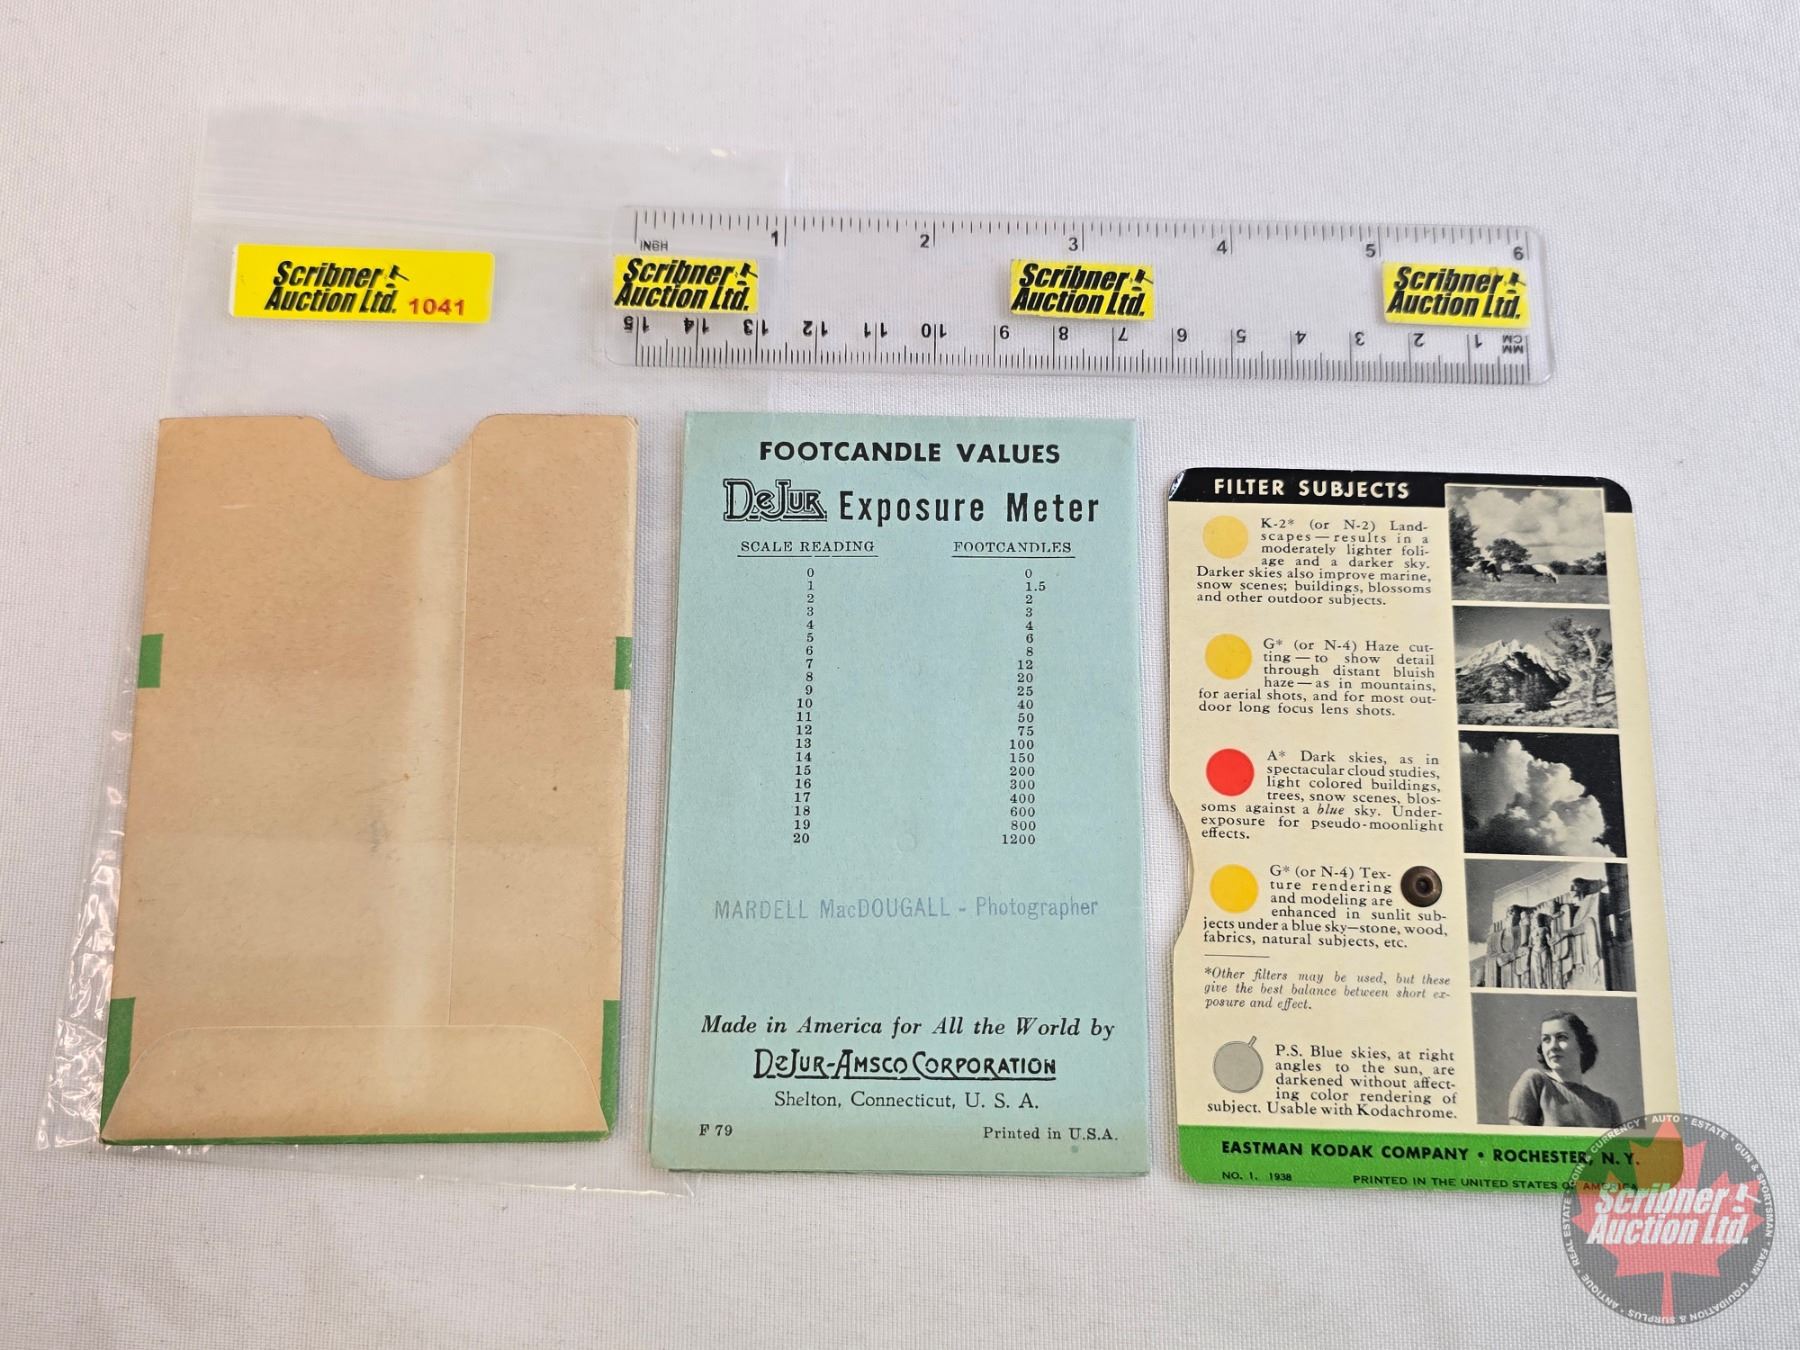 Scribner
Auction Ltd. 1041
INCH 1 2 3 4 5 6
Scribner
Auction Ltd.
Scribner
Auction Ltd.
Scribner
Auction Ltd.
15 14 13 12 11 10 9 8 7 6 5 4 3 2 1 MM CM
FOOTCANDLE VALUES
DeJUR Exposure Meter
SCALE READING FOOTCANDLES
0 0
1 1.5
2 2
3 3
4 4
5 6
6 8
7 12
8 20
9 25
10 40
11 50
12 75
13 100
14 150
15 200
16 300
17 400
18 600
19 800
20 1200
MARDELL MacDOUGALL - Photographer
Made in America for All the World by
DeJUR-AMSCO CORPORATION
Shelton, Connecticut, U. S. A.
F 79 Printed in U.S.A.
FILTER SUBJECTS
K-2* (or N-2) Land-
scapes—results in a
moderately lighter foli-
age and a darker sky.
Darker skies also improve marine,
snow scenes; buildings, blossoms
and other outdoor subjects.
G* (or N-4) Haze cut-
ting—to show detail
through distant bluish
haze—as in mountains,
for aerial shots, and for most out-
door long focus lens shots.
A* Dark skies, as in
spectacular cloud studies,
light colored buildings,
trees, snow scenes, blos-
soms against a blue sky. Under-
exposure for pseudo-moonlight
effects.
G* (or N-4) Tex-
ture rendering
and modeling are
enhanced in sunlit sub-
jects under a blue sky—stone, wood,
fabrics, natural subjects, etc.
*Other filters may be used, but these
give the best balance between short ex-
posure and effect.
P.S. Blue skies, at right
angles to the sun, are
darkened without affect-
ing color rendering of
subject. Usable with Kodachrome.
EASTMAN KODAK COMPANY • ROCHESTER, N. Y.
NO. 1. 1938 PRINTED IN THE UNITED STATES OF AMERICA
Scribner
Auction Ltd.
COIN & CURRENCY · AUTO · ESTATE · GUN & SPORTSMAN · FARM · LIQUIDATION & SURPLUS · ANTIQUE · REAL ESTATE